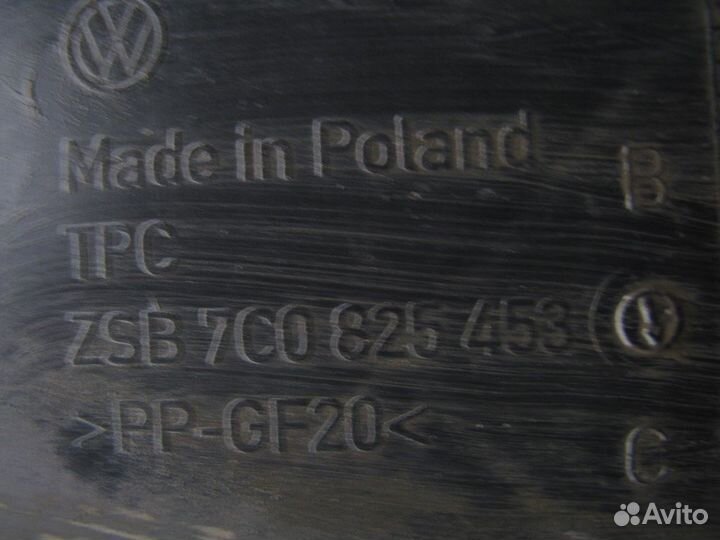 Made in Poland
B
TPC
ZSB 7C0 825 453
>PP-GF20<
C
Avito